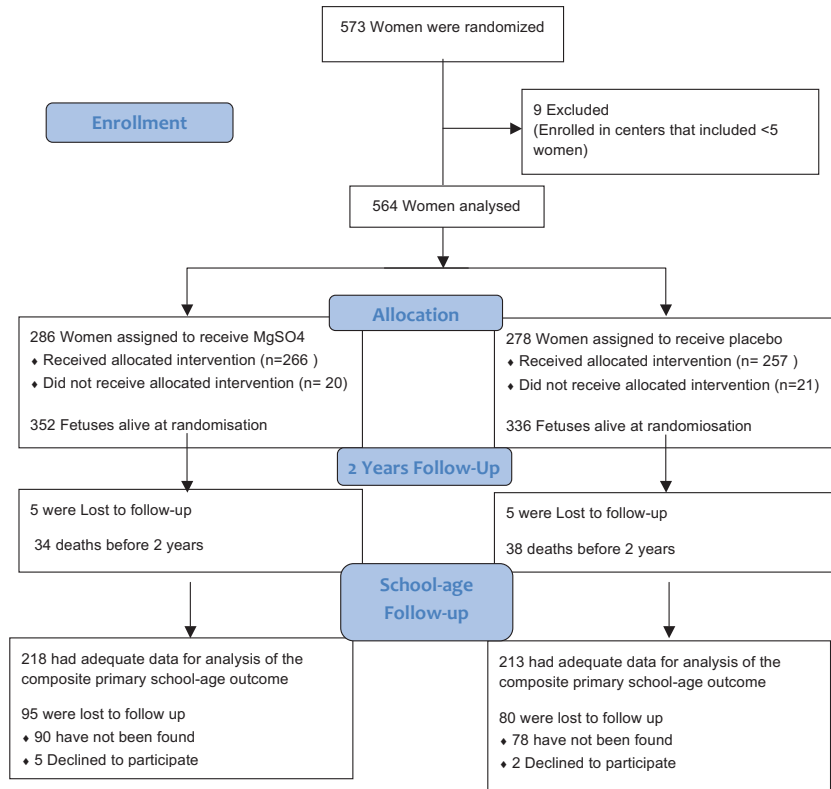 573 Women were randomized
Enrollment
9 Excluded
(Enrolled in centers that included <5
women)
564 Women analysed
Allocation
286 Women assigned to receive MgSO4
♦ Received allocated intervention (n=266 )
♦ Did not receive allocated intervention (n= 20)
352 Fetuses alive at randomisation
278 Women assigned to receive placebo
♦ Received allocated intervention (n= 257 )
♦ Did not receive allocated intervention (n=21)
336 Fetuses alive at randomiosation
2 Years Follow-Up
5 were Lost to follow-up
34 deaths before 2 years
5 were Lost to follow-up
38 deaths before 2 years
School-age
Follow-up
218 had adequate data for analysis of the
composite primary school-age outcome
95 were lost to follow up
♦ 90 have not been found
♦ 5 Declined to participate
213 had adequate data for analysis of the
composite primary school-age outcome
80 were lost to follow up
♦ 78 have not been found
♦ 2 Declined to participate